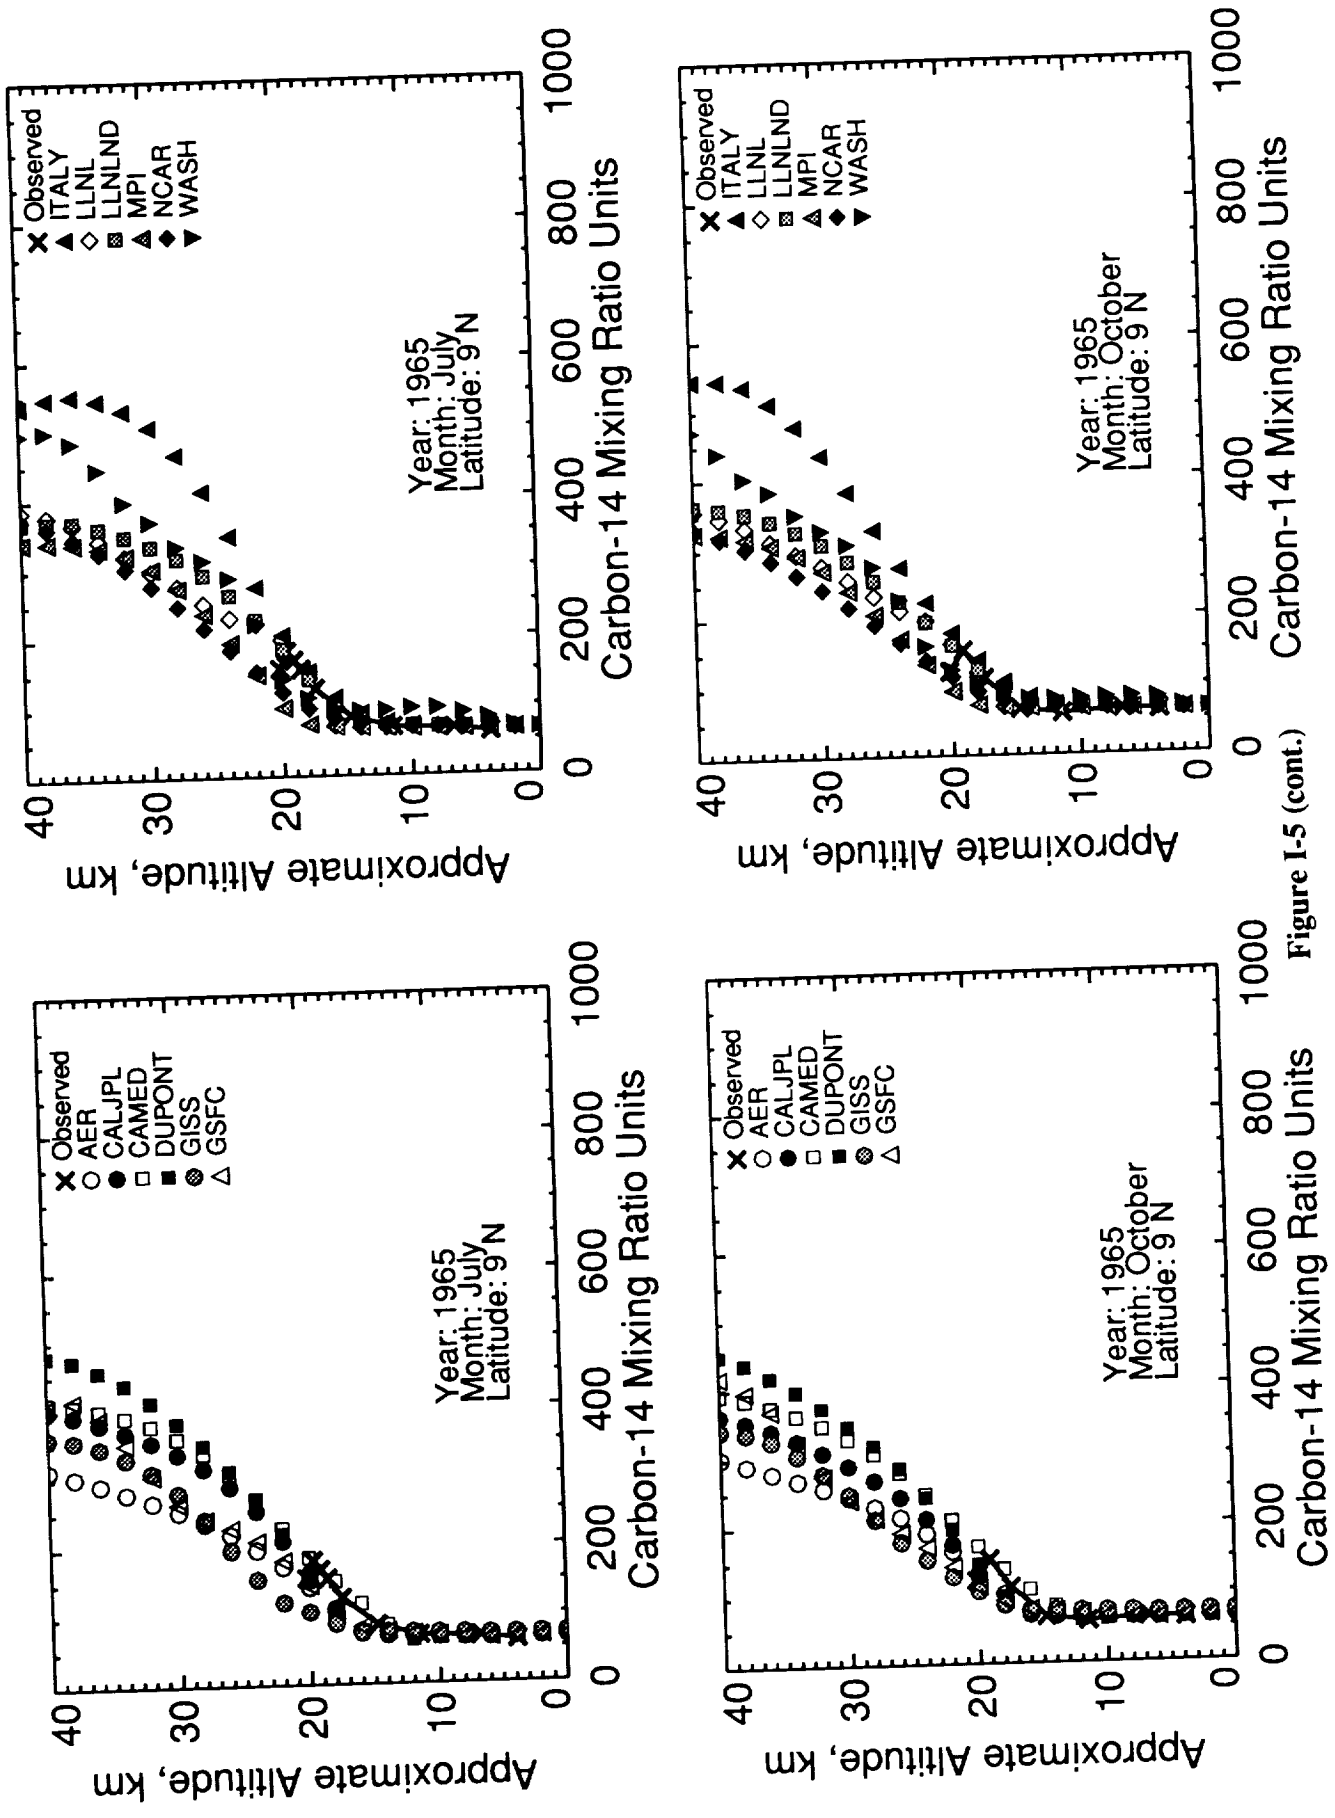 40
30
20
10
0
Approximate Altitude, km
0 200 400 600 800 1000
Carbon-14 Mixing Ratio Units
Year: 1965
Month: July
Latitude: 9 N
Observed
AER
CALJPL
CAMED
DUPONT
GISS
GSFC
40
30
20
10
0
Approximate Altitude, km
0 200 400 600 800 1000
Carbon-14 Mixing Ratio Units
Year: 1965
Month: July
Latitude: 9 N
Observed
ITALY
LLNL
LLNLND
MPI
NCAR
WASH
40
30
20
10
0
Approximate Altitude, km
0 200 400 600 800 1000
Carbon-14 Mixing Ratio Units
Year: 1965
Month: October
Latitude: 9 N
Observed
AER
CALJPL
CAMED
DUPONT
GISS
GSFC
40
30
20
10
0
Approximate Altitude, km
0 200 400 600 800 1000
Carbon-14 Mixing Ratio Units
Year: 1965
Month: October
Latitude: 9 N
Observed
ITALY
LLNL
LLNLND
MPI
NCAR
WASH
Figure I-5 (cont.)